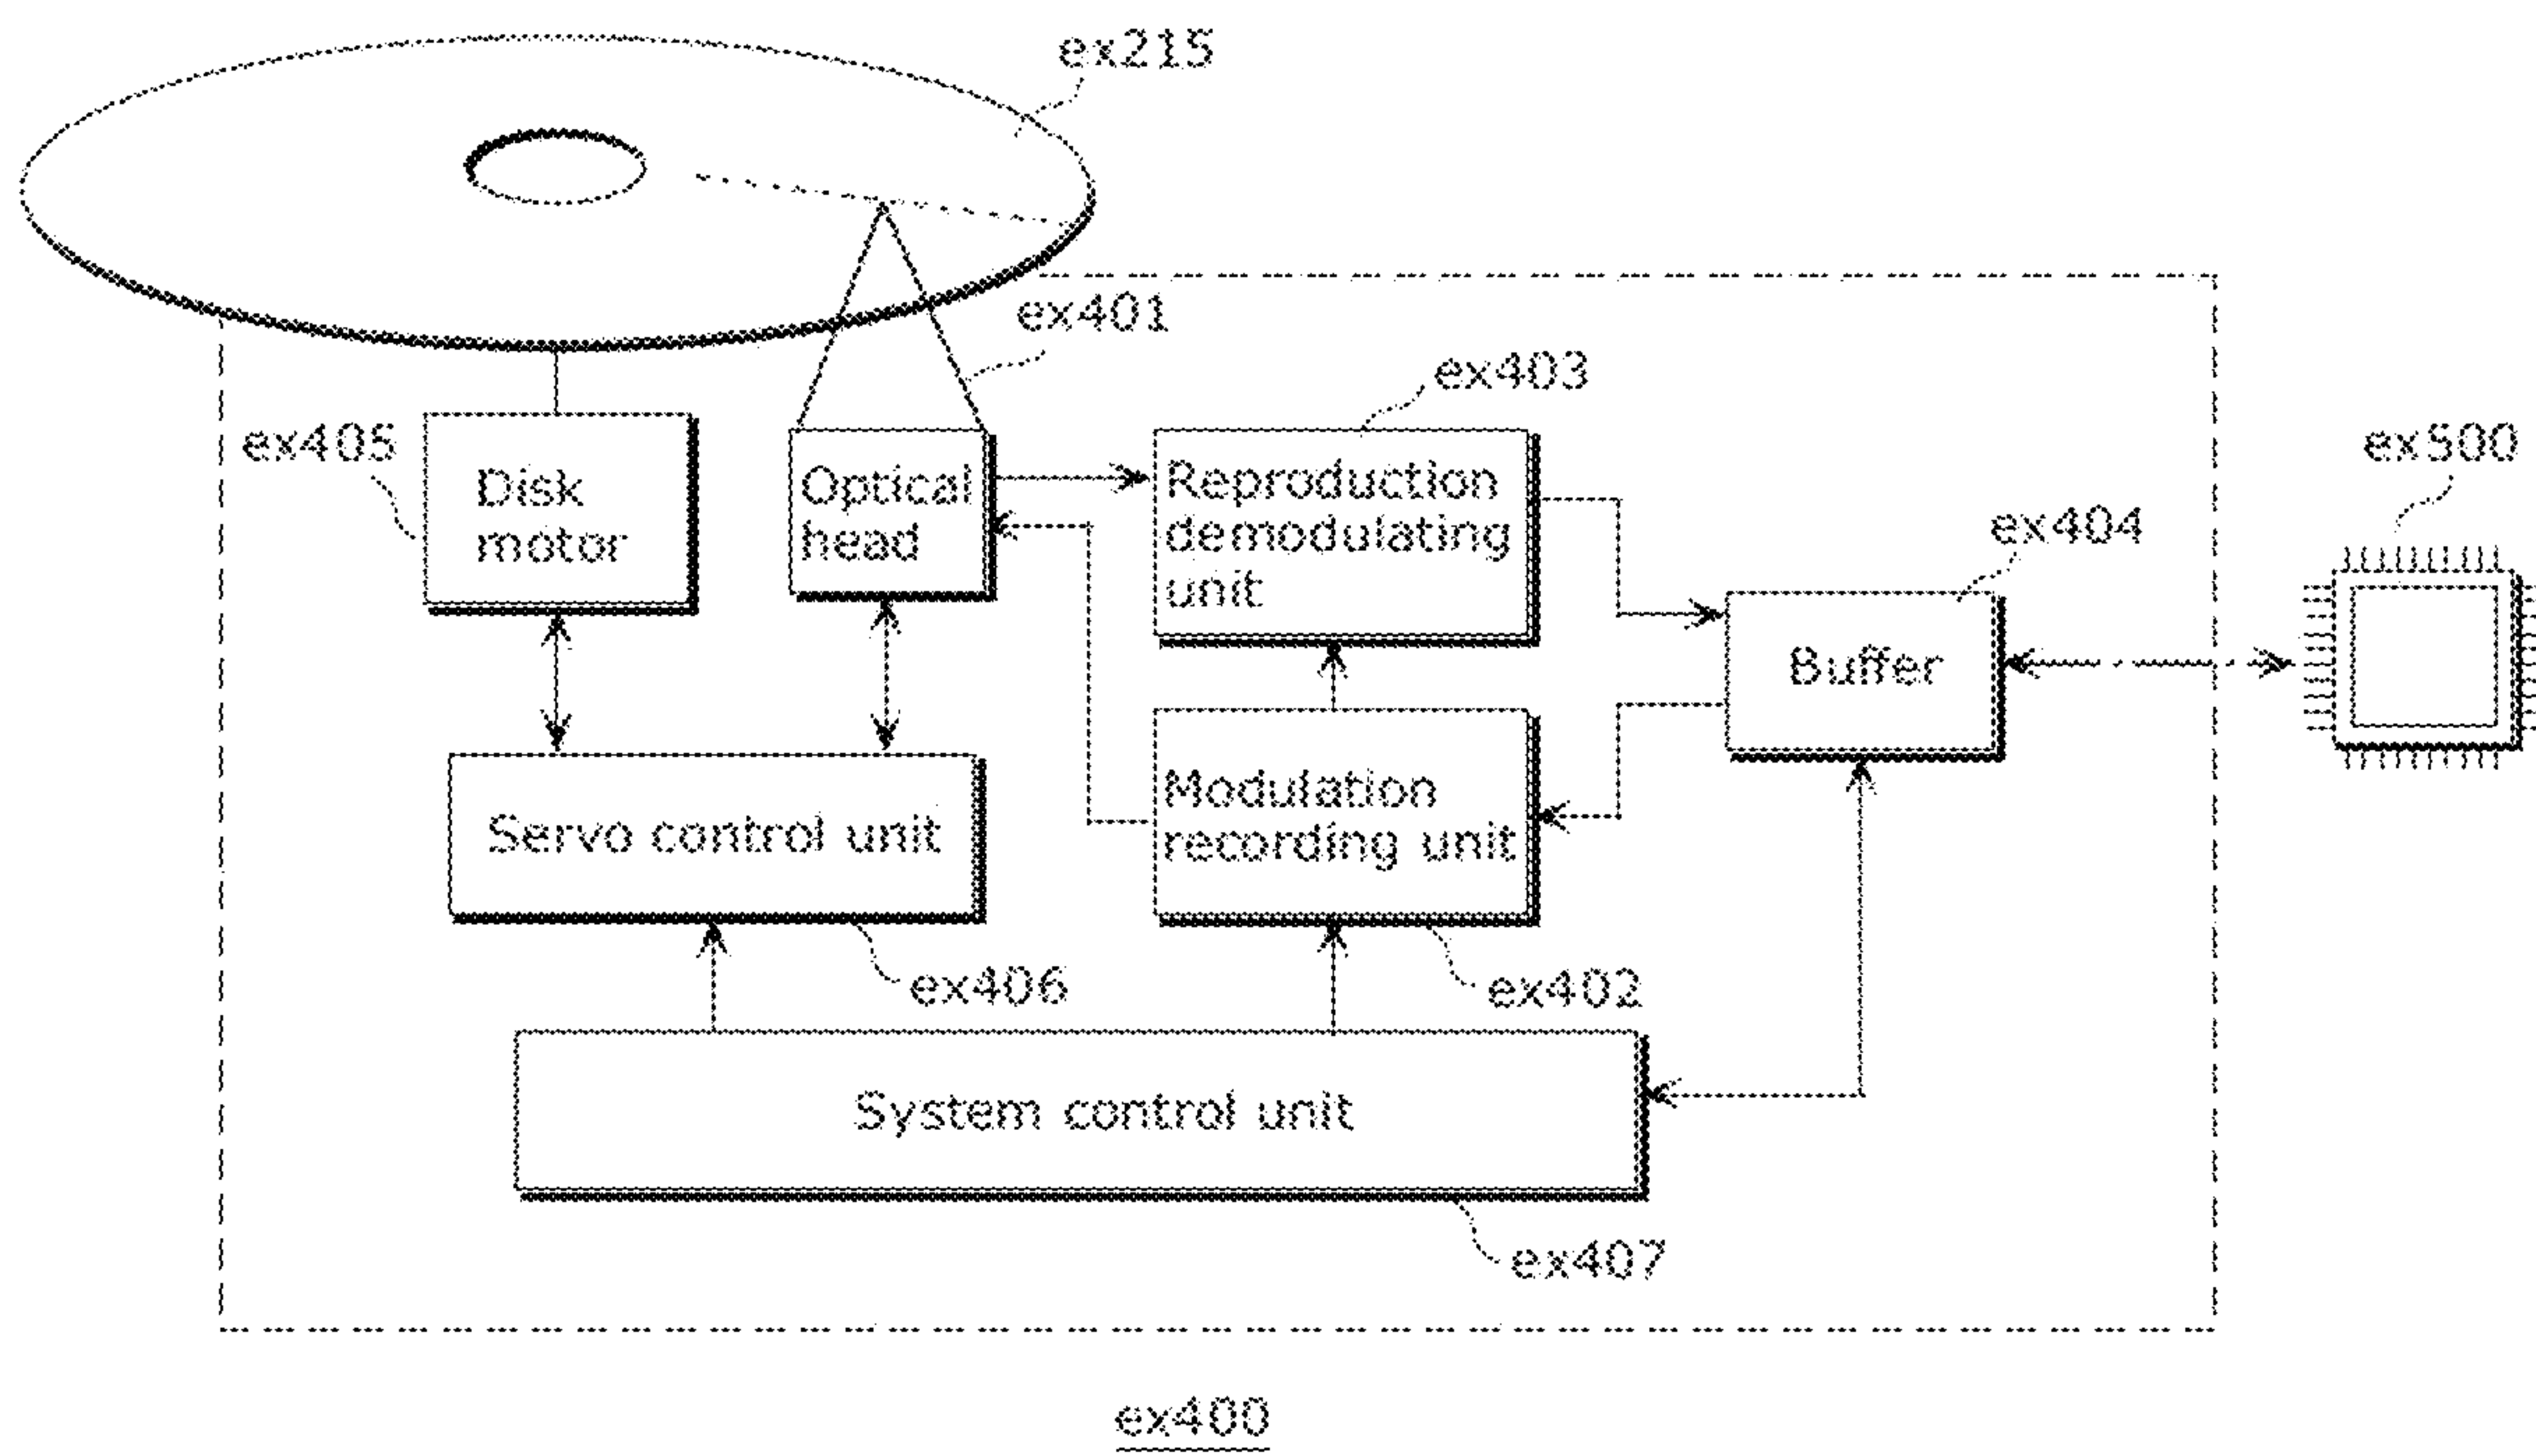 ex215
ex401
ex403
ex405
ex500
Disk
motor
Optical
head
Reproduction
demodulating
unit
ex404
Buffer
Servo control unit
Modulation
recording unit
ex406
ex402
System control unit
ex407
ex400